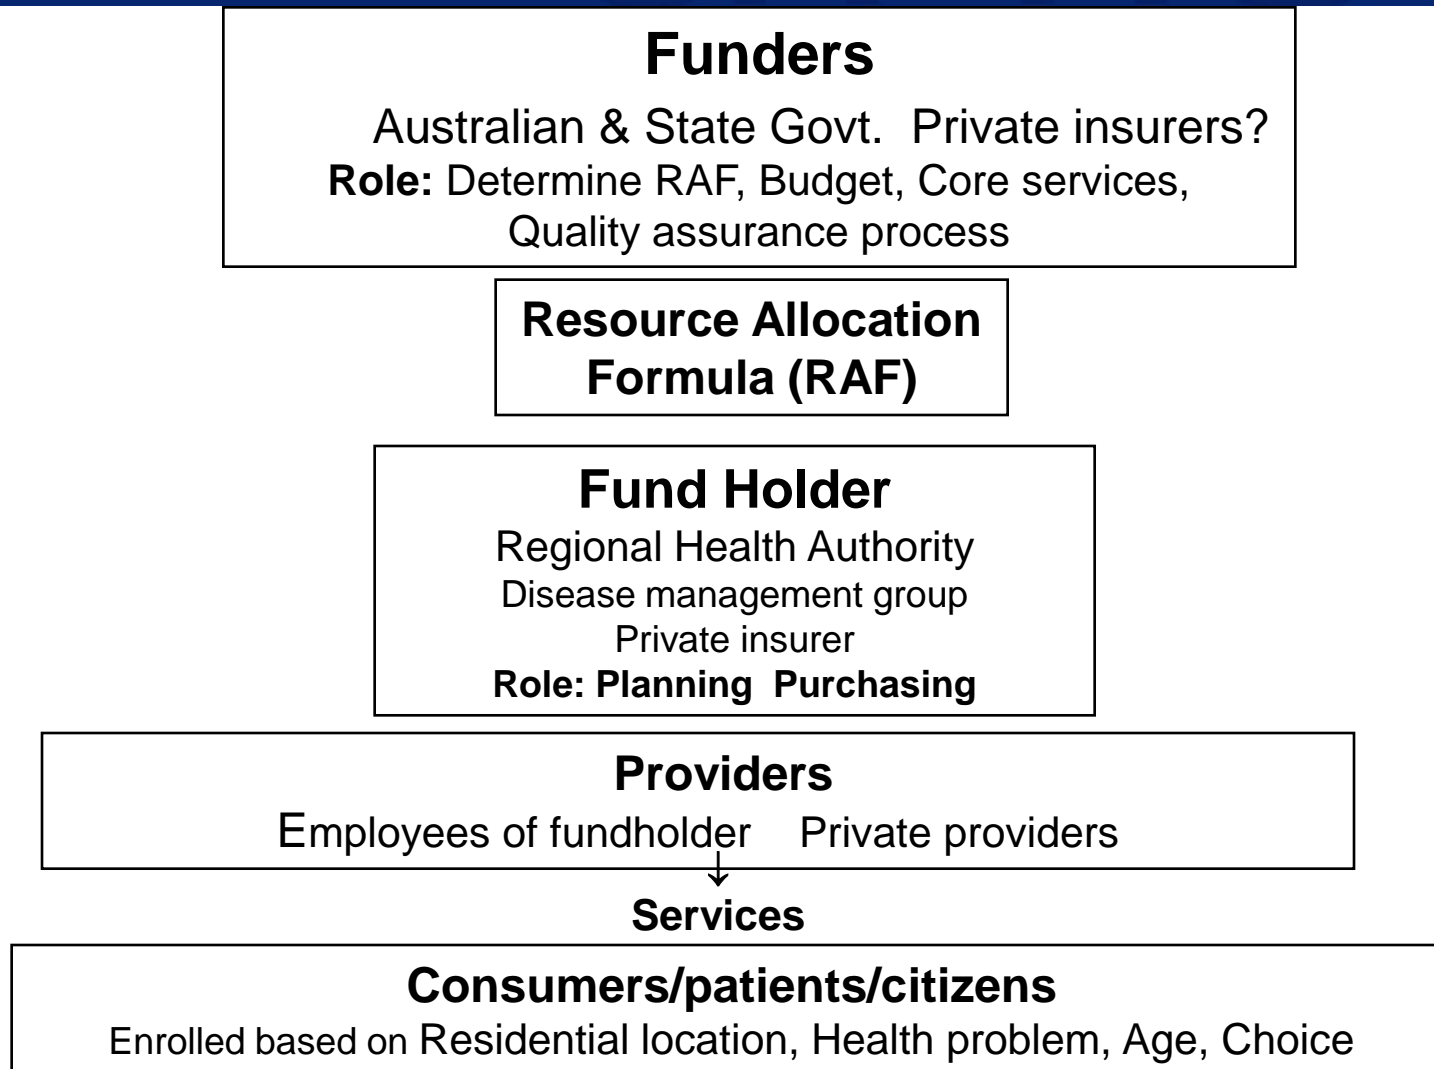 Funders
Australian & State Govt.  Private insurers?
Role: Determine RAF, Budget, Core services,
Quality assurance process
Resource Allocation
Formula (RAF)
Fund Holder
Regional Health Authority
Disease management group
Private insurer
Role: Planning  Purchasing
Providers
Employees of fundholder    Private providers
Services
Consumers/patients/citizens
Enrolled based on Residential location, Health problem, Age, Choice